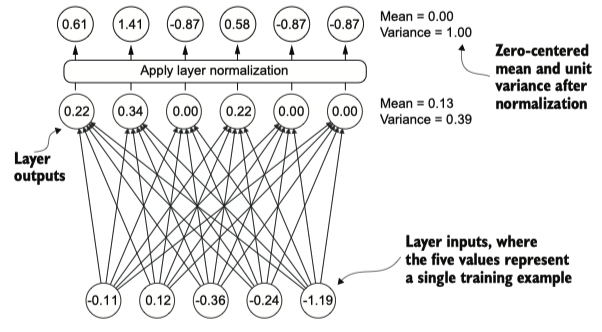 0.61 1.41 -0.87 0.58 -0.87 -0.87
Mean = 0.00
Variance = 1.00
Zero-centered
mean and unit
variance after
normalization
Apply layer normalization
0.22 0.34 0.00 0.22 0.00 0.00
Mean = 0.13
Variance = 0.39
Layer
outputs
Layer inputs, where
the five values represent
a single training example
-0.11 0.12 -0.36 -0.24 -1.19